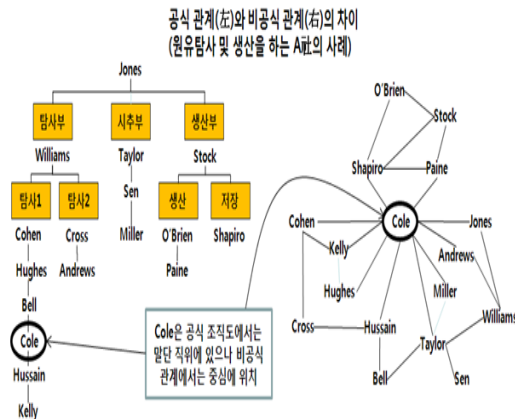 공식 관계(左)와 비공식 관계(右)의 차이
(원유탐사 및 생산을 하는 A社의 사례)
Jones
탐사부
시추부
생산부
Williams
Taylor
Stock
탐사1
탐사2
Sen
생산
저장
Cohen
Cross
Miller
O'Brien
Shapiro
Hughes
Andrews
Paine
Bell
Cole
Hussain
Kelly
Cole은 공식 조직도에서는
말단 직위에 있으나 비공식
관계에서는 중심에 위치
O'Brien
Stock
Shapiro
Paine
Cohen
Cole
Jones
Kelly
Andrews
Hughes
Miller
Williams
Cross
Hussain
Taylor
Bell
Sen